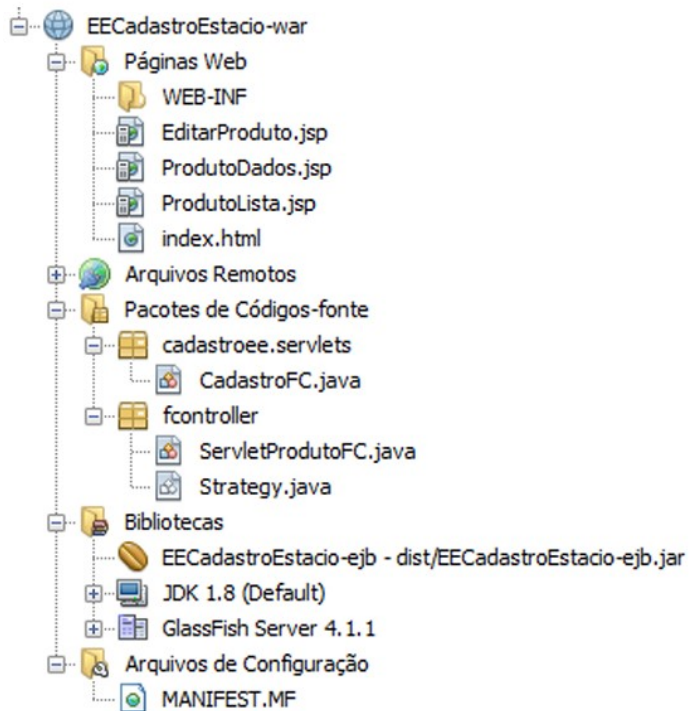 EECadastroEstacio-war
Páginas Web
WEB-INF
EditarProduto.jsp
ProdutoDados.jsp
ProdutoLista.jsp
index.html
Arquivos Remotos
Pacotes de Códigos-fonte
cadastroee.servlets
CadastroFC.java
fcontroller
ServletProdutoFC.java
Strategy.java
Bibliotecas
EECadastroEstacio-ejb - dist/EECadastroEstacio-ejb.jar
JDK 1.8 (Default)
GlassFish Server 4.1.1
Arquivos de Configuração
MANIFEST.MF